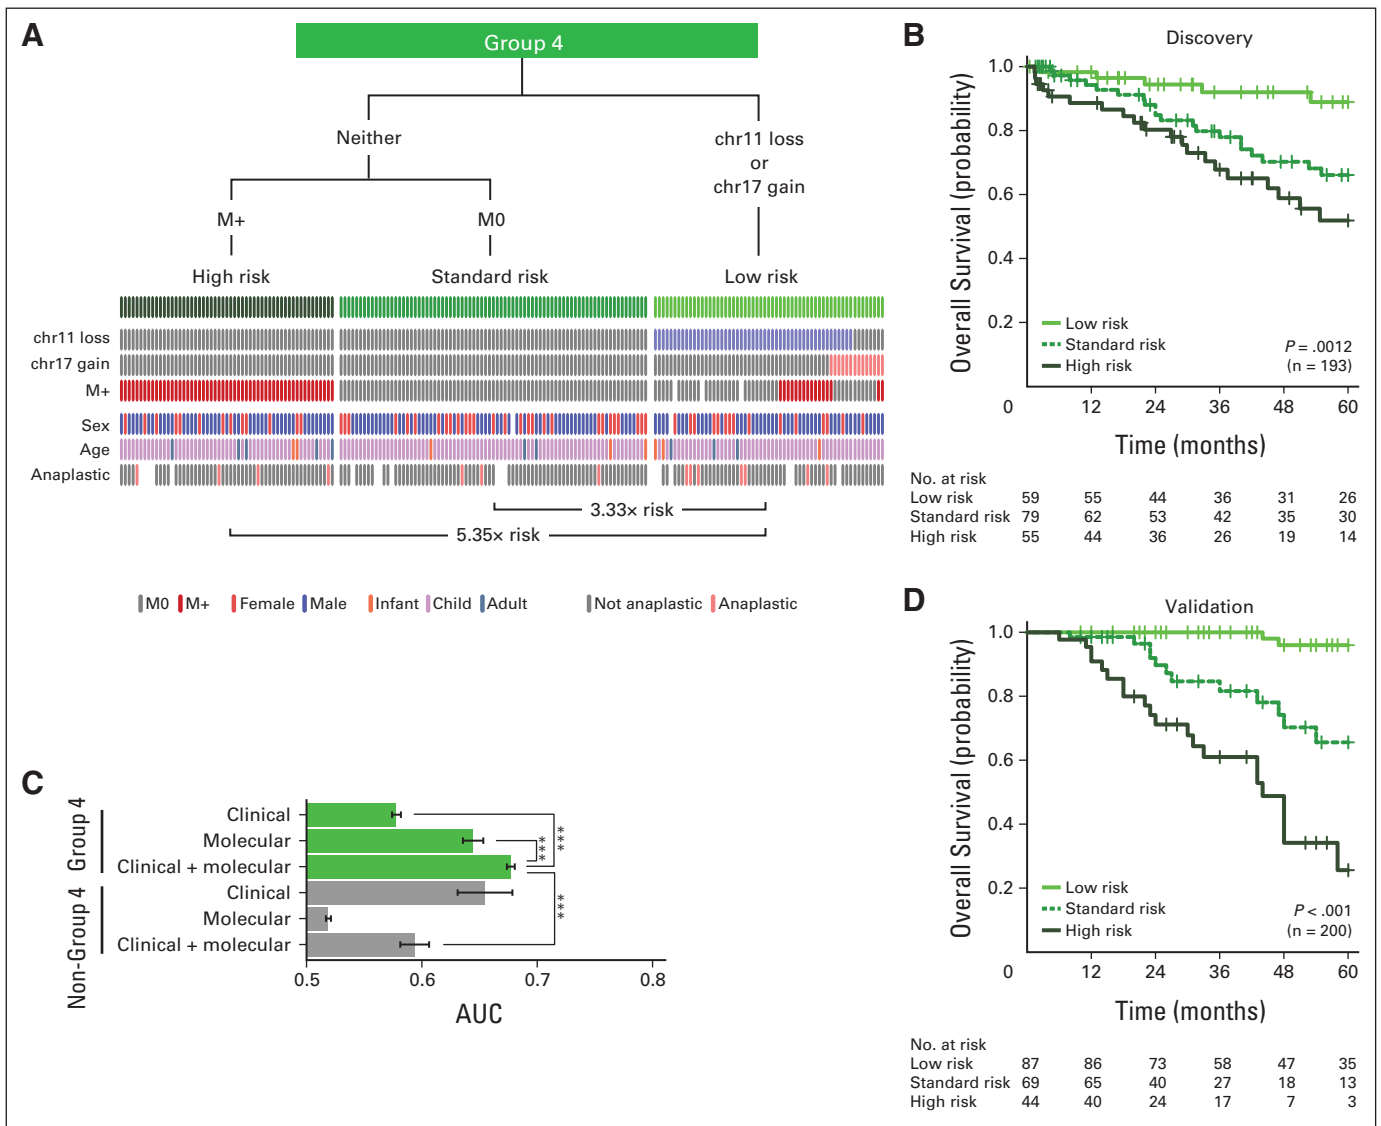 A
Group 4
Neither
chr11 loss
or
chr17 gain
M+
M0
High risk
Standard risk
Low risk
chr11 loss
chr17 gain
M+
Sex
Age
Anaplastic
3.33× risk
5.35× risk
M0 M+ Female Male Infant Child Adult Not anaplastic Anaplastic
B
Discovery
Overall Survival (probability)
1.0
0.8
0.6
0.4
0.2
0 12 24 36 48 60
Low risk
Standard risk
High risk
P = .0012
(n = 193)
Time (months)
No. at risk
Low risk 59 55 44 36 31 26
Standard risk 79 62 53 42 35 30
High risk 55 44 36 26 19 14
C
Group 4
Clinical
Molecular
Clinical + molecular
Non-Group 4
Clinical
Molecular
Clinical + molecular
***
***
***
0.5 0.6 0.7 0.8
AUC
D
Validation
Overall Survival (probability)
1.0
0.8
0.6
0.4
0.2
0 12 24 36 48 60
Low risk
Standard risk
High risk
P < .001
(n = 200)
Time (months)
No. at risk
Low risk 87 86 73 58 47 35
Standard risk 69 65 40 27 18 13
High risk 44 40 24 17 7 3